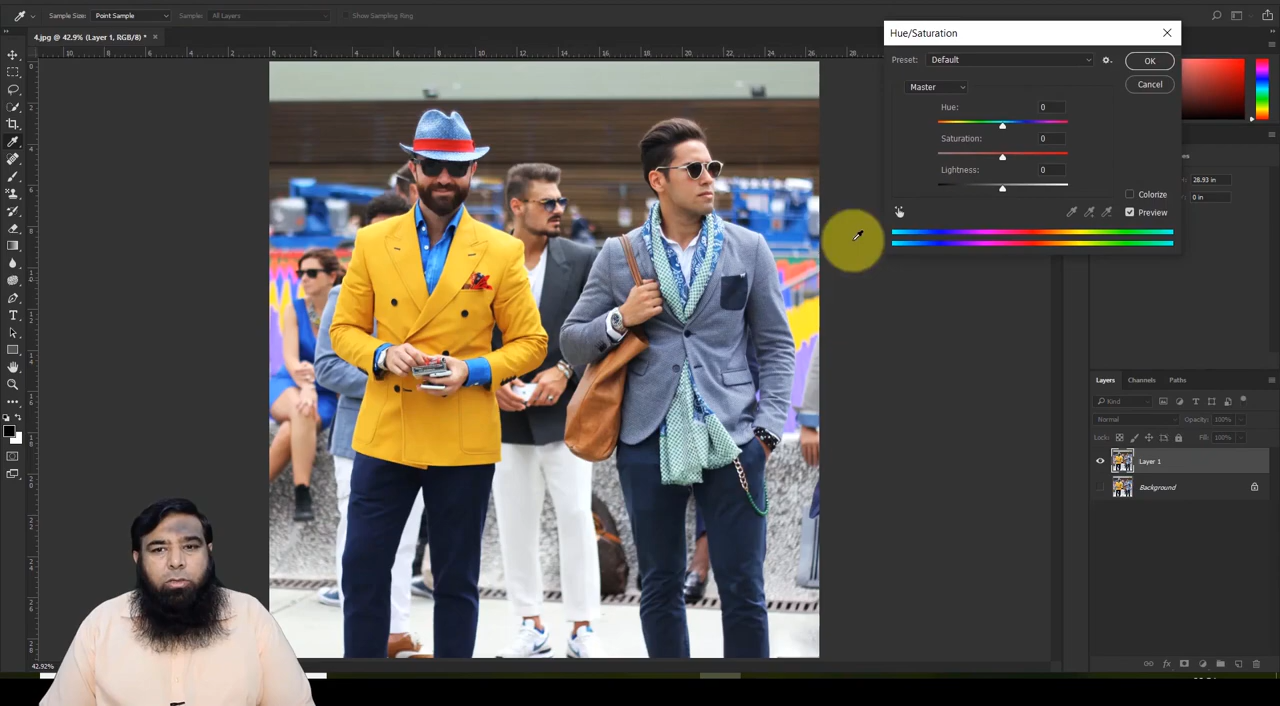 Sample Size: Point Sample Sample: All Layers Show Sampling Ring
4.jpg @ 42.9% (Layer 1, RGB/8) * ×
Hue/Saturation
Preset: Default
OK
Cancel
Master
Hue: 0
Saturation: 0
Lightness: 0
Colorize
Preview
28.93 in
0 in
Layers Channels Paths
Kind
Normal Opacity: 100%
Lock: Fill: 100%
Layer 1
Background
42.92%